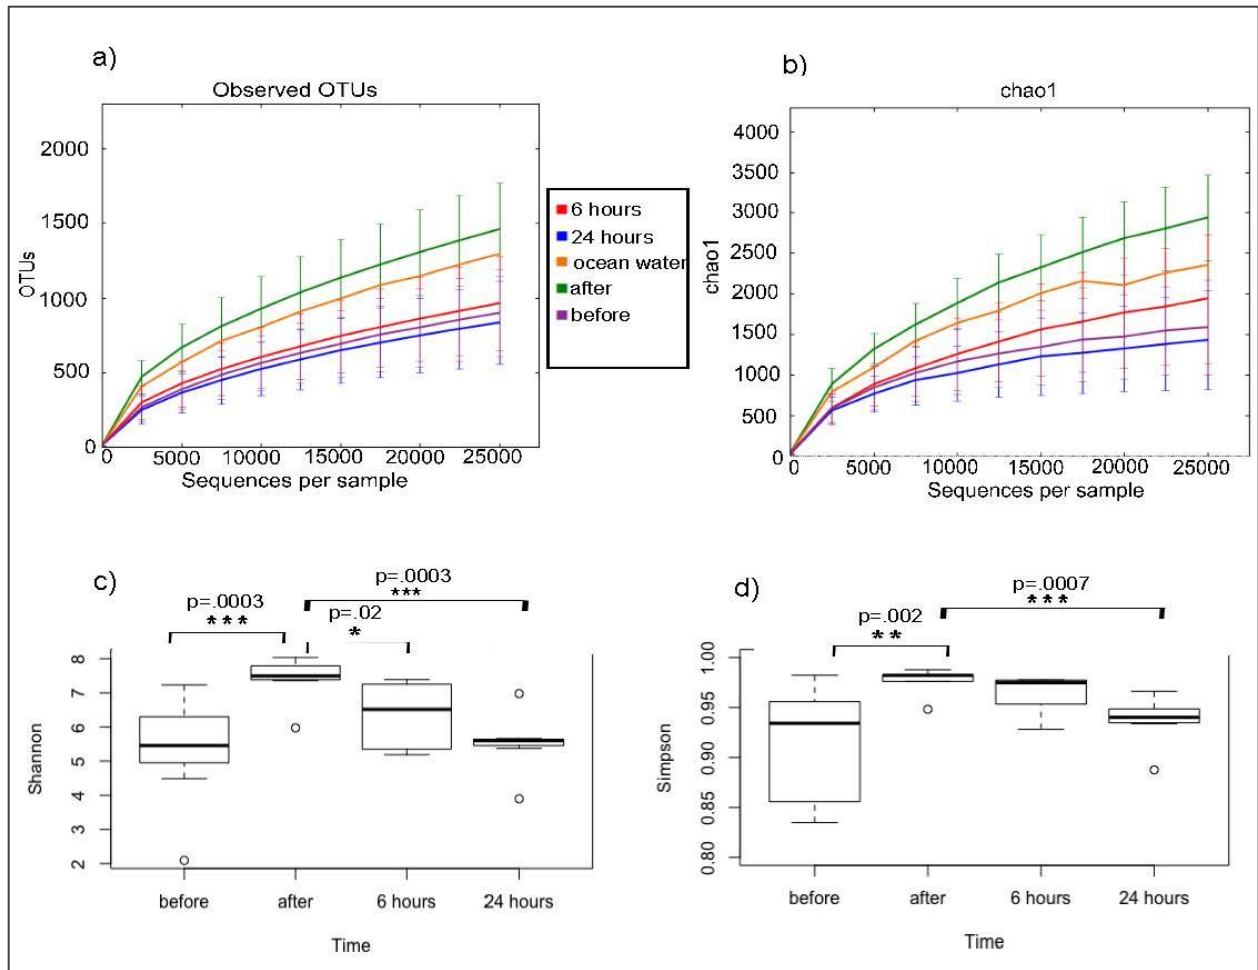 a)
Observed OTUs
2000
1500
1000
500
0
OTUs
0 5000 10000 15000 20000 25000
Sequences per sample
6 hours
24 hours
ocean water
after
before
b)
chao1
4000
3500
3000
2500
2000
1500
1000
500
0
chao1
0 5000 10000 15000 20000 25000
Sequences per sample
c)
p=.0003
***
p=.0003
***
p=.02
*
8
7
6
5
4
3
2
Shannon
before after 6 hours 24 hours
Time
d)
p=.0007
***
p=.002
**
1.00
0.95
0.90
0.85
0.80
Simpson
before after 6 hours 24 hours
Time